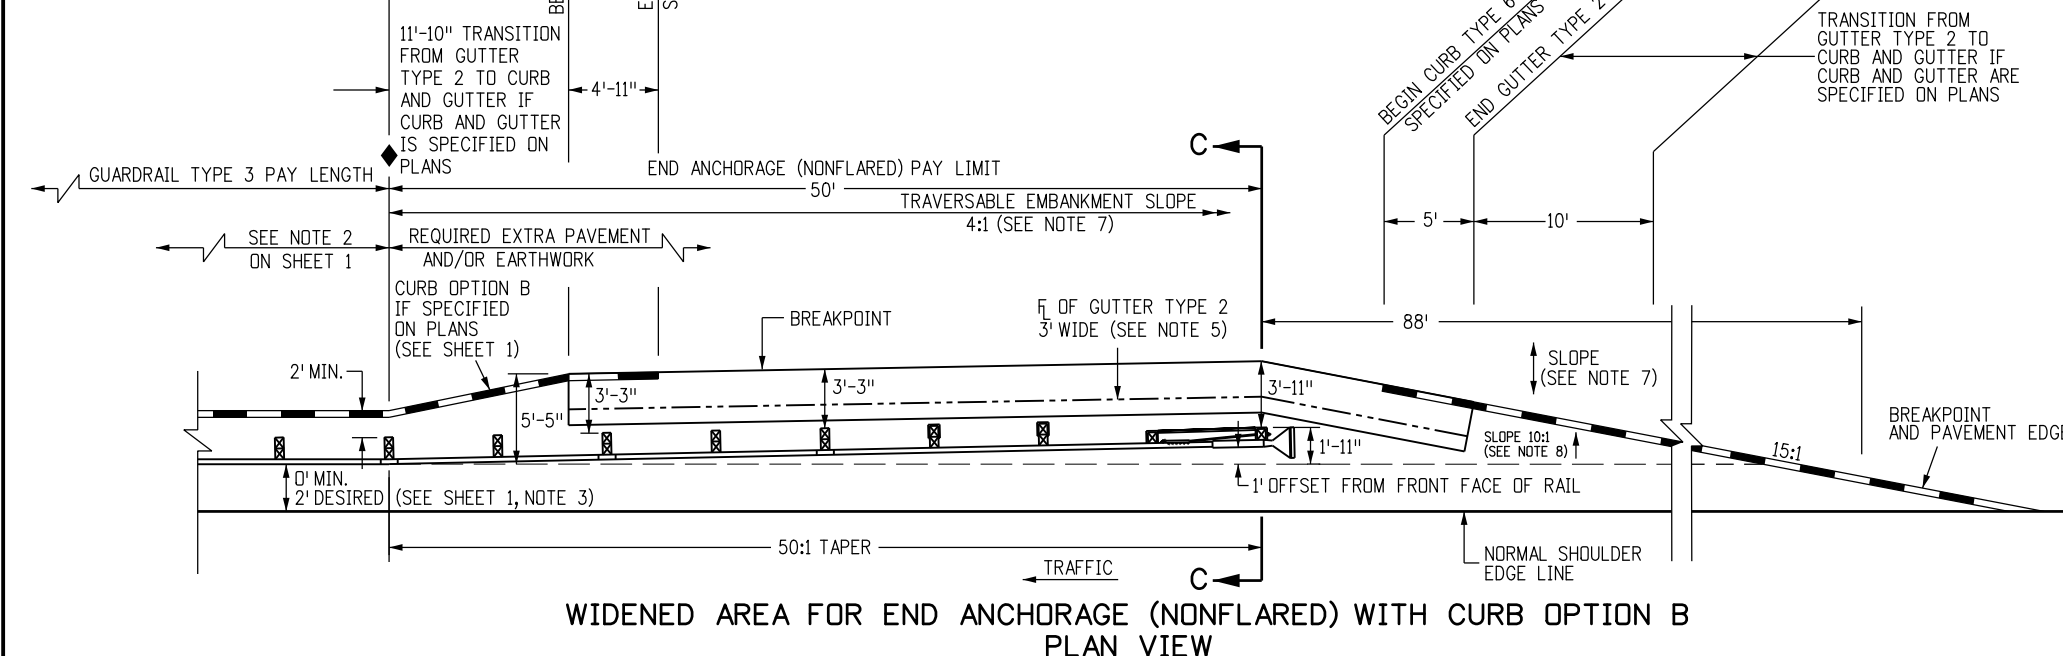 BE
E
S
11'-10" TRANSITION
FROM GUTTER
TYPE 2 TO CURB
AND GUTTER IF
CURB AND GUTTER
IS SPECIFIED ON
PLANS
4'-11"
BEGIN CURB TYPE 6
SPECIFIED ON PLANS
END GUTTER TYPE 2
TRANSITION FROM
GUTTER TYPE 2 TO
CURB AND GUTTER IF
CURB AND GUTTER ARE
SPECIFIED ON PLANS
C
GUARDRAIL TYPE 3 PAY LENGTH
END ANCHORAGE (NONFLARED) PAY LIMIT
50'
TRAVERSABLE EMBANKMENT SLOPE
4:1 (SEE NOTE 7)
5'
10'
SEE NOTE 2
ON SHEET 1
REQUIRED EXTRA PAVEMENT
AND/OR EARTHWORK
CURB OPTION B
IF SPECIFIED
ON PLANS
(SEE SHEET 1)
BREAKPOINT
FL OF GUTTER TYPE 2
3' WIDE (SEE NOTE 5)
88'
SLOPE
(SEE NOTE 7)
2' MIN.
5'-5"
3'-3"
3'-3"
3'-11"
1'-11"
SLOPE 10:1
(SEE NOTE 8)
BREAKPOINT
AND PAVEMENT EDGE
15:1
0' MIN.
2' DESIRED (SEE SHEET 1, NOTE 3)
1' OFFSET FROM FRONT FACE OF RAIL
50:1 TAPER
NORMAL SHOULDER
EDGE LINE
TRAFFIC
C
WIDENED AREA FOR END ANCHORAGE (NONFLARED) WITH CURB OPTION B
PLAN VIEW